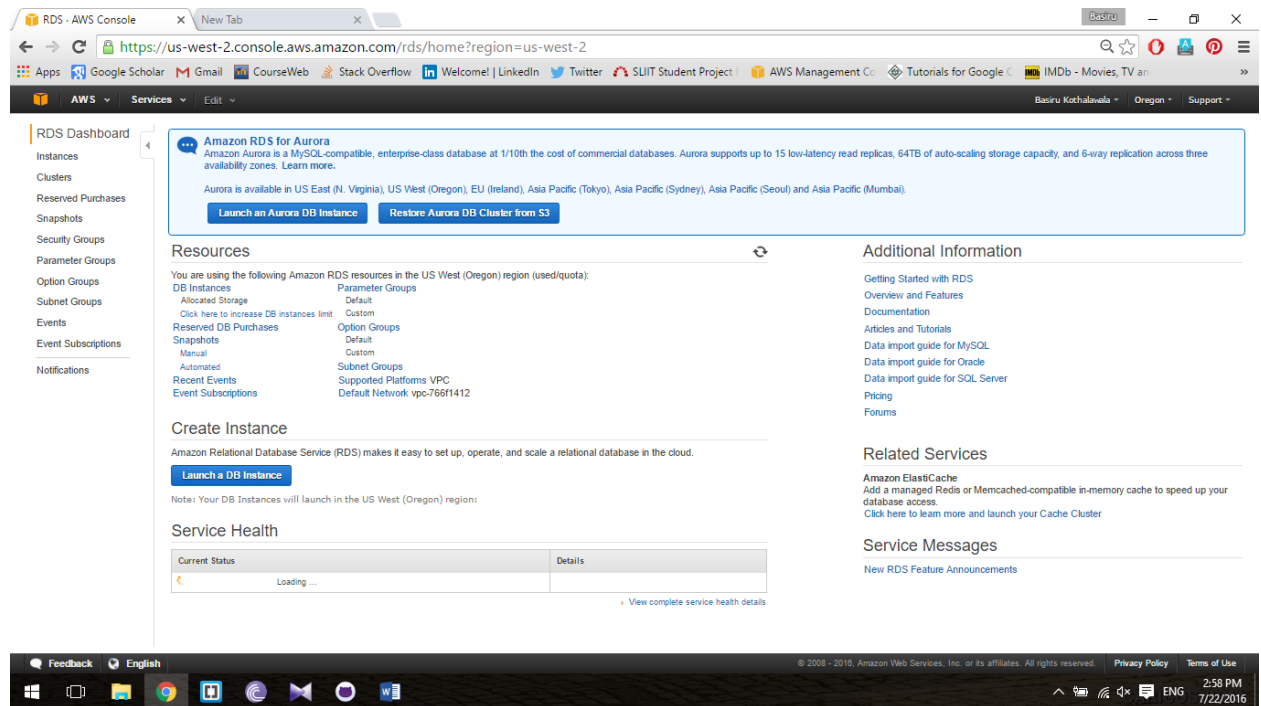 RDS · AWS Console
New Tab
Basiru
https://us-west-2.console.aws.amazon.com/rds/home?region=us-west-2
Apps Google Scholar Gmail CourseWeb Stack Overflow Welcome! | LinkedIn Twitter SLIIT Student Project AWS Management Co Tutorials for Google C IMDb - Movies, TV an »
AWS Services Edit Basiru Kothalawala Oregon Support
RDS Dashboard
Instances
Clusters
Reserved Purchases
Snapshots
Security Groups
Parameter Groups
Option Groups
Subnet Groups
Events
Event Subscriptions
Notifications
Amazon RDS for Aurora
Amazon Aurora is a MySQL-compatible, enterprise-class database at 1/10th the cost of commercial databases. Aurora supports up to 15 low-latency read replicas, 64TB of auto-scaling storage capacity, and 6-way replication across three
availability zones. Learn more.
Aurora is available in US East (N. Virginia), US West (Oregon), EU (Ireland), Asia Pacific (Tokyo), Asia Pacific (Sydney), Asia Pacific (Seoul) and Asia Pacific (Mumbai).
Launch an Aurora DB Instance Restore Aurora DB Cluster from S3
Resources
You are using the following Amazon RDS resources in the US West (Oregon) region (used/quota):
DB Instances
Allocated Storage
Click here to increase DB instances limit
Reserved DB Purchases
Snapshots
Manual
Automated
Recent Events
Event Subscriptions
Parameter Groups
Default
Custom
Option Groups
Default
Custom
Subnet Groups
Supported Platforms VPC
Default Network vpc-766f1412
Create Instance
Amazon Relational Database Service (RDS) makes it easy to set up, operate, and scale a relational database in the cloud.
Launch a DB Instance
Note: Your DB Instances will launch in the US West (Oregon) region:
Service Health
Current Status Details
Loading ...
› View complete service health details
Additional Information
Getting Started with RDS
Overview and Features
Documentation
Articles and Tutorials
Data import guide for MySQL
Data import guide for Oracle
Data import guide for SQL Server
Pricing
Forums
Related Services
Amazon ElastiCache
Add a managed Redis or Memcached-compatible in-memory cache to speed up your
database access.
Click here to learn more and launch your Cache Cluster
Service Messages
New RDS Feature Announcements
Feedback English © 2008 - 2016, Amazon Web Services, Inc. or its affiliates. All rights reserved. Privacy Policy Terms of Use
ENG
2:58 PM
7/22/2016